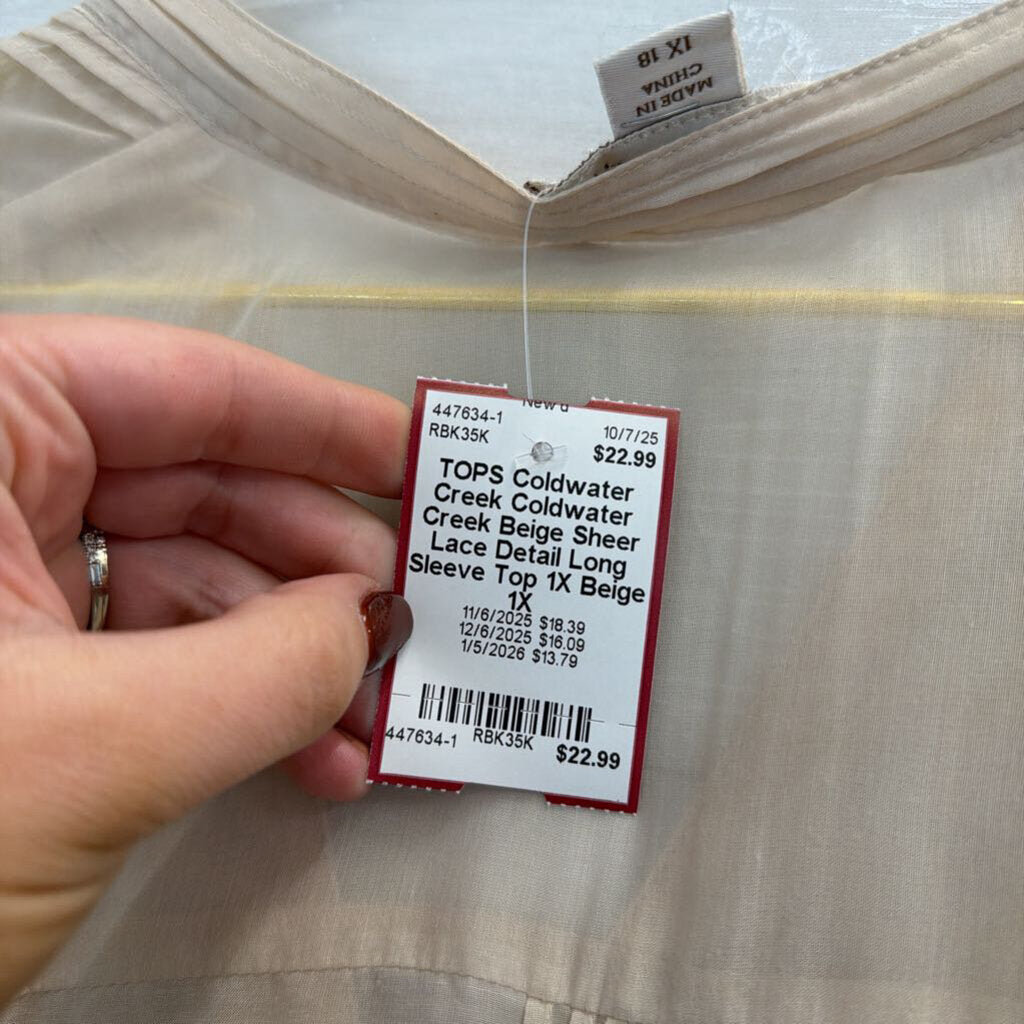 1X 18
MADE IN
CHINA
447634-1
10/7/25
RBK35K
$22.99
TOPS Coldwater
Creek Coldwater
Creek Beige Sheer
Lace Detail Long
Sleeve Top 1X Beige
1X
11/6/2025 $18.39
12/6/2025 $16.09
1/5/2026 $13.79
447634-1 RBK35K $22.99